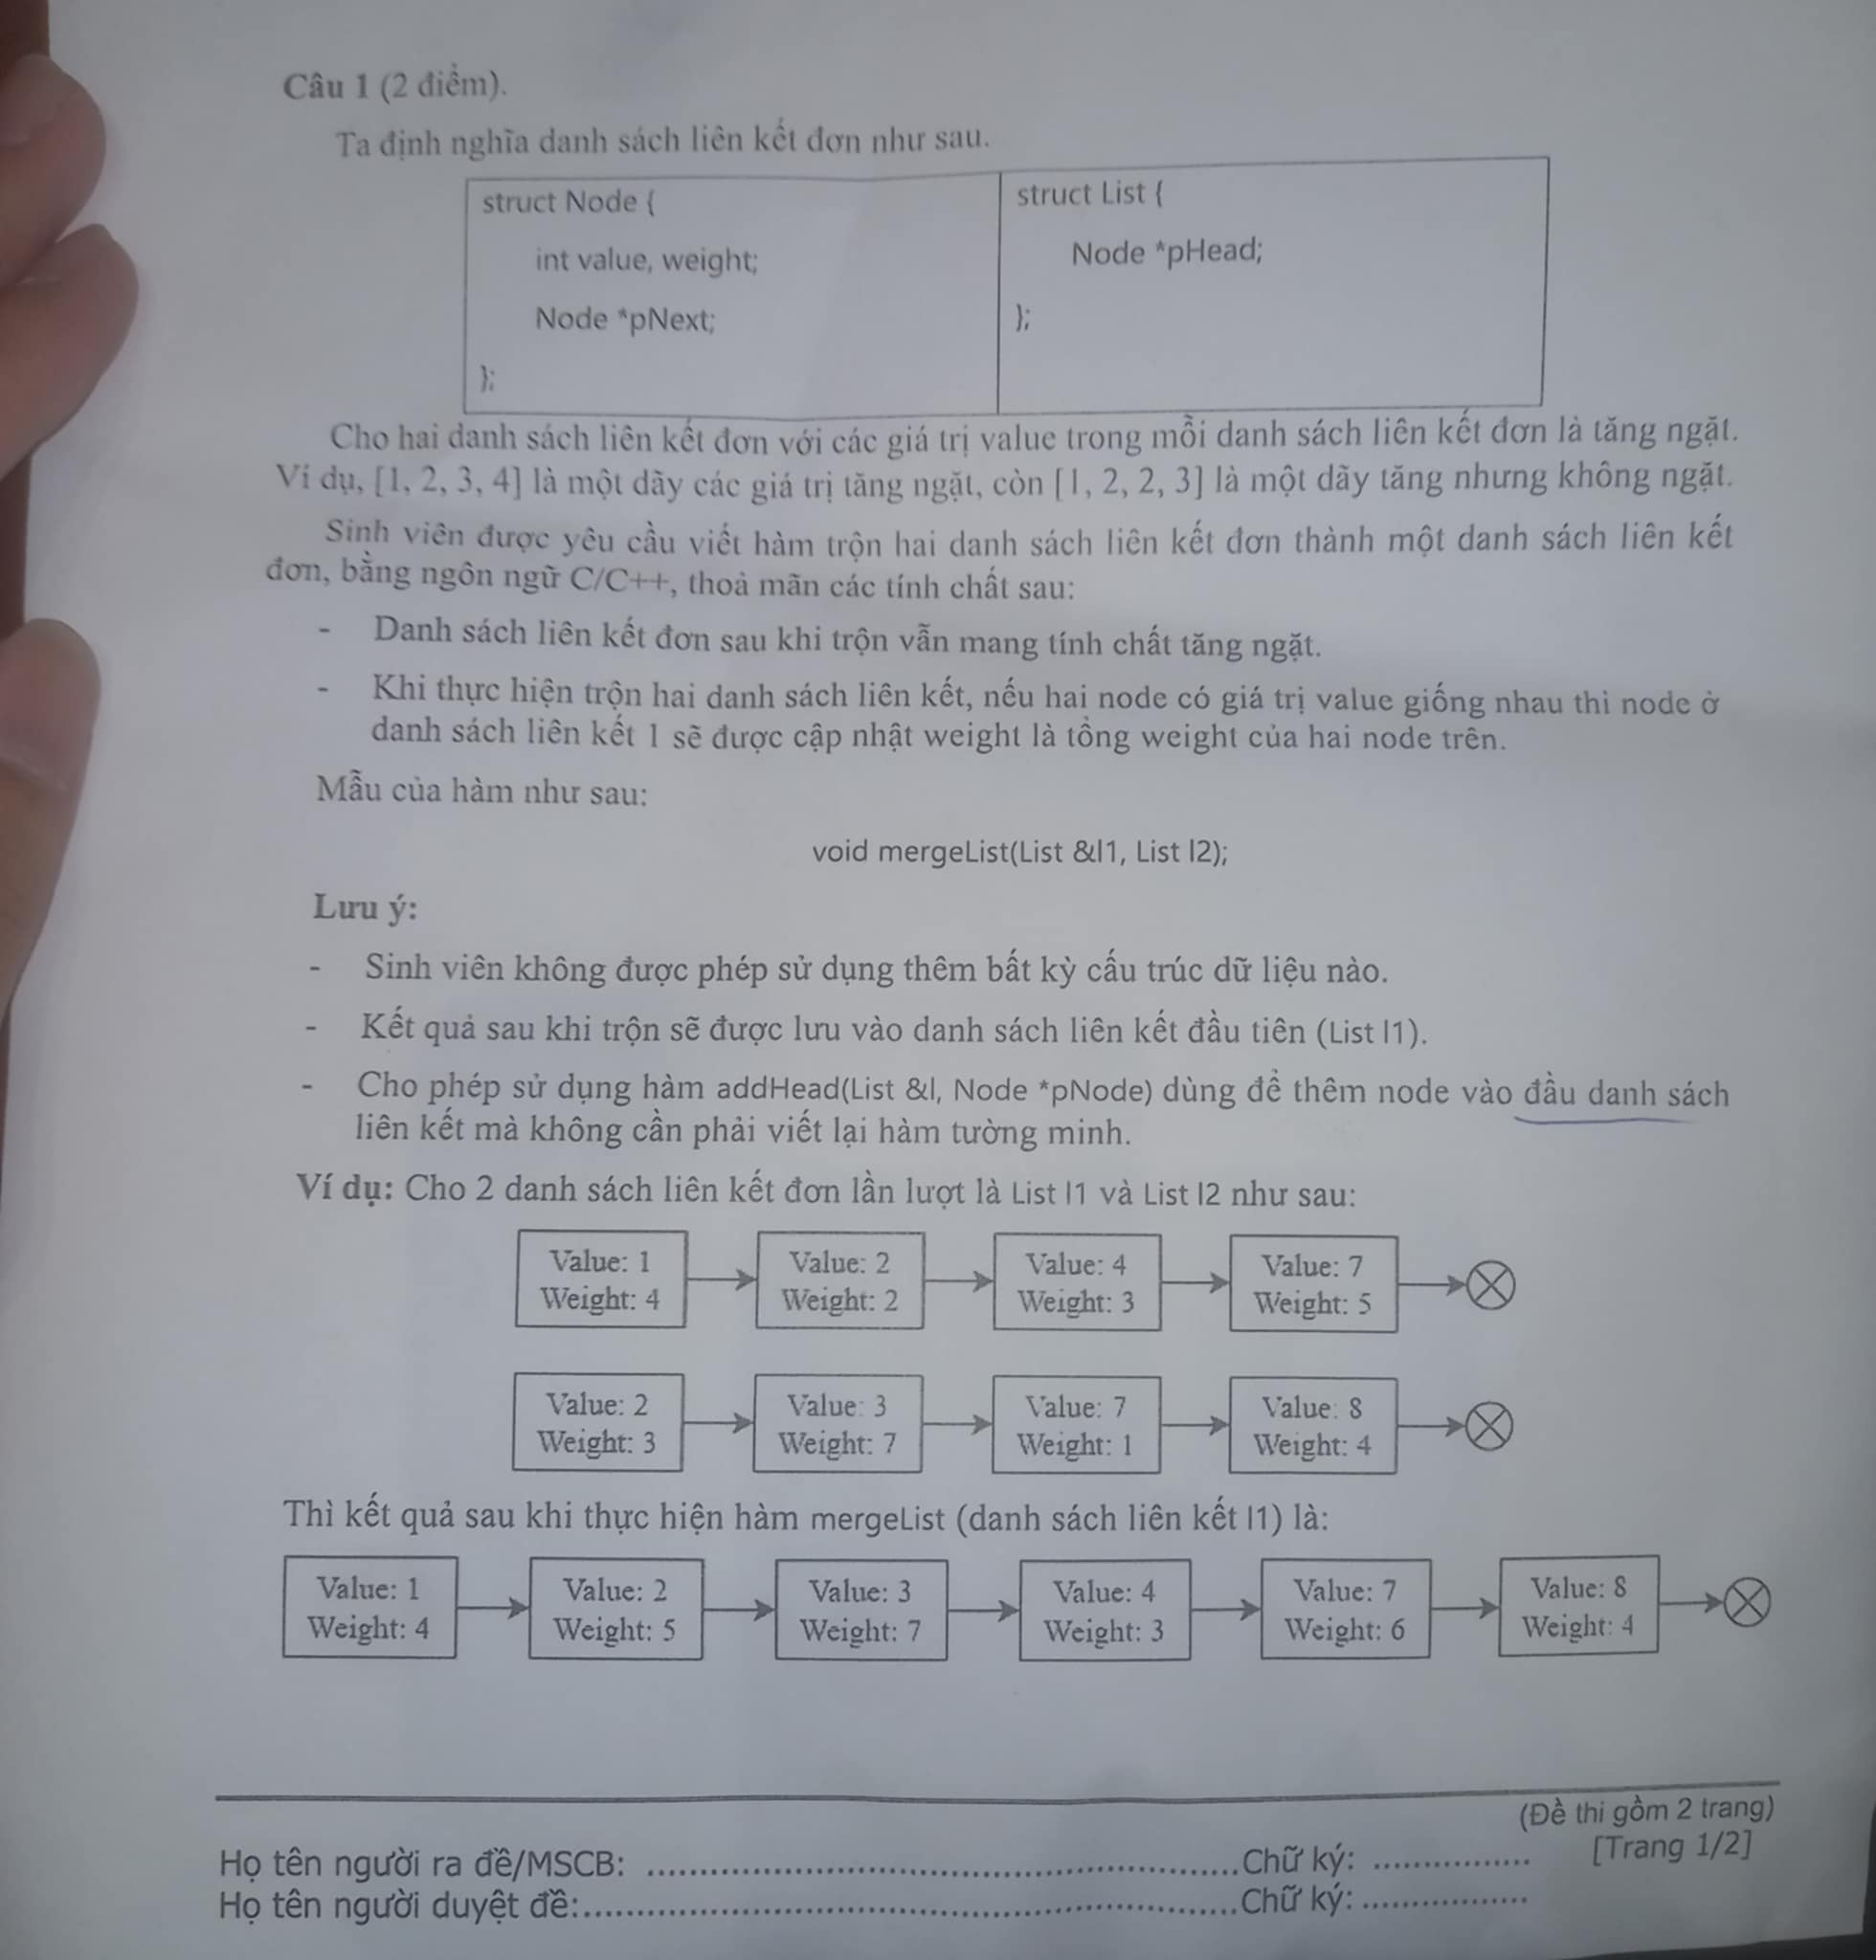 Câu 1 (2 điểm).
Ta định nghĩa danh sách liên kết đơn như sau.
struct Node {
int value, weight;
Node *pNext;
};
struct List {
Node *pHead;
};
Cho hai danh sách liên kết đơn với các giá trị value trong mỗi danh sách liên kết đơn là tăng ngặt.
Ví dụ, [1, 2, 3, 4] là một dãy các giá trị tăng ngặt, còn [1, 2, 2, 3] là một dãy tăng nhưng không ngặt.
Sinh viên được yêu cầu viết hàm trộn hai danh sách liên kết đơn thành một danh sách liên kết
đơn, bằng ngôn ngữ C/C++, thoả mãn các tính chất sau:
- Danh sách liên kết đơn sau khi trộn vẫn mang tính chất tăng ngặt.
- Khi thực hiện trộn hai danh sách liên kết, nếu hai node có giá trị value giống nhau thì node ở
danh sách liên kết 1 sẽ được cập nhật weight là tổng weight của hai node trên.
Mẫu của hàm như sau:
void mergeList(List &l1, List l2);
Lưu ý:
- Sinh viên không được phép sử dụng thêm bất kỳ cấu trúc dữ liệu nào.
- Kết quả sau khi trộn sẽ được lưu vào danh sách liên kết đầu tiên (List l1).
- Cho phép sử dụng hàm addHead(List &l, Node *pNode) dùng để thêm node vào đầu danh sách
liên kết mà không cần phải viết lại hàm tường minh.
Ví dụ: Cho 2 danh sách liên kết đơn lần lượt là List l1 và List l2 như sau:
Value: 1
Weight: 4
Value: 2
Weight: 2
Value: 4
Weight: 3
Value: 7
Weight: 5
Value: 2
Weight: 3
Value: 3
Weight: 7
Value: 7
Weight: 1
Value: 8
Weight: 4
Thì kết quả sau khi thực hiện hàm mergeList (danh sách liên kết l1) là:
Value: 1
Weight: 4
Value: 2
Weight: 5
Value: 3
Weight: 7
Value: 4
Weight: 3
Value: 7
Weight: 6
Value: 8
Weight: 4
(Đề thi gồm 2 trang)
[Trang 1/2]
Họ tên người ra đề/MSCB: ............................................Chữ ký: ................
Họ tên người duyệt đề:.................................................Chữ ký: .................